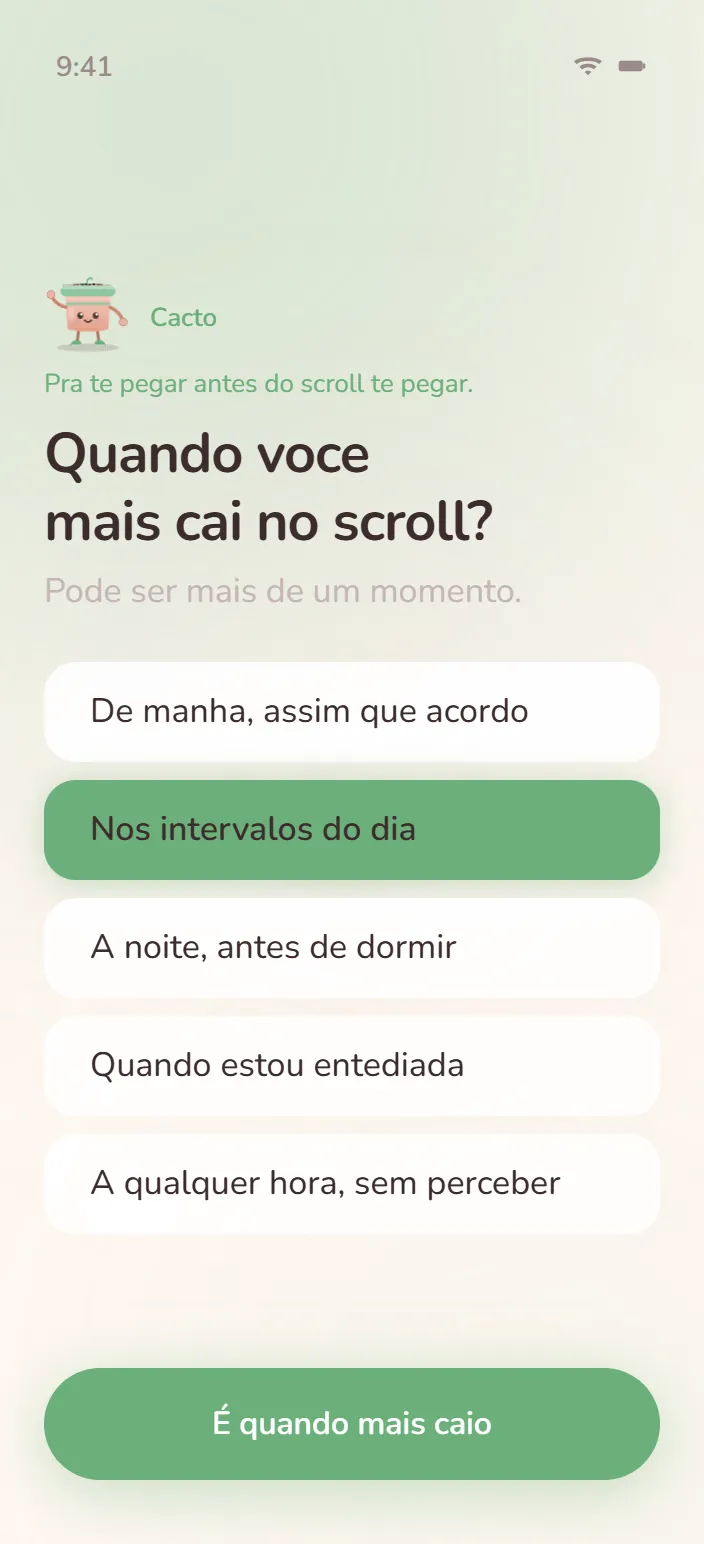 9:41
Cacto
Pra te pegar antes do scroll te pegar.
Quando voce
mais cai no scroll?
Pode ser mais de um momento.
De manha, assim que acordo
Nos intervalos do dia
A noite, antes de dormir
Quando estou entediada
A qualquer hora, sem perceber
É quando mais caio